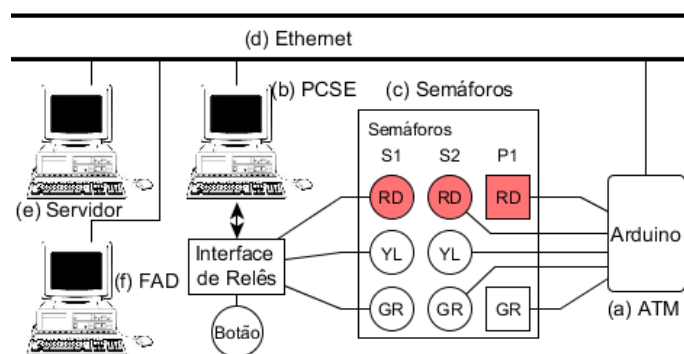 (d) Ethernet
(b) PCSE
(c) Semáforos
Semáforos
S1 S2 P1
RD RD RD
(e) Servidor
Arduino
YL YL
Interface
de Relês
(f) FAD
GR GR GR
(a) ATM
Botão